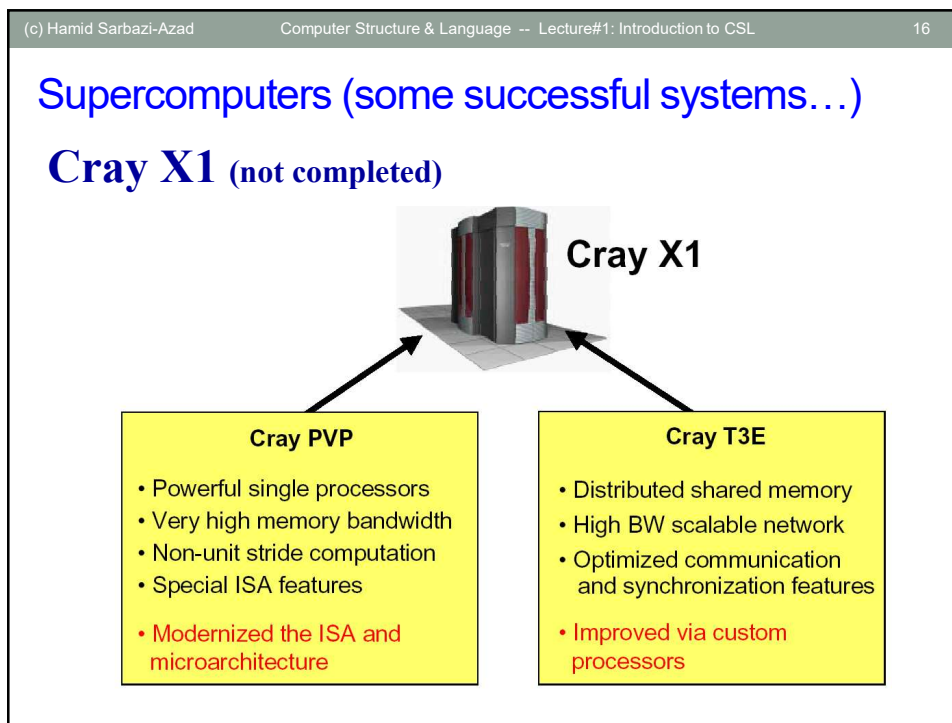 (c) Hamid Sarbazi-Azad Computer Structure & Language -- Lecture#1: Introduction to CSL 16
Supercomputers (some successful systems…)
Cray X1 (not completed)
Cray X1
Cray PVP
• Powerful single processors
• Very high memory bandwidth
• Non-unit stride computation
• Special ISA features
• Modernized the ISA and
microarchitecture
Cray T3E
• Distributed shared memory
• High BW scalable network
• Optimized communication
and synchronization features
• Improved via custom
processors